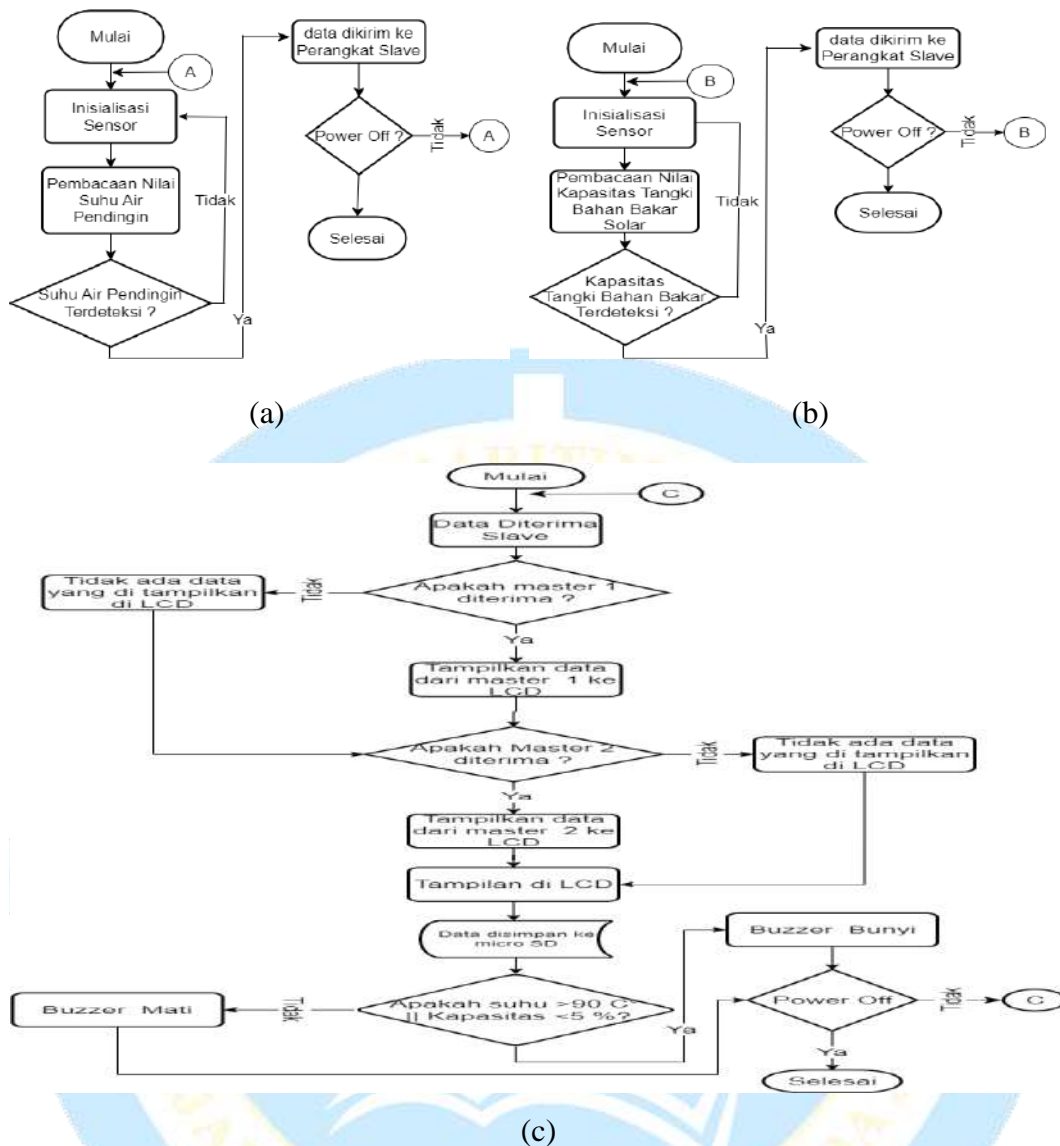 Mulai
A
Inisialisasi
Sensor
Pembacaan Nilai
Suhu Air
Pendingin
Tidak
Suhu Air Pendingin
Terdeteksi ?
Ya
data dikirim ke
Perangkat Slave
Power Off ?
Tidak
A
Selesai
(a)
Mulai
B
Inisialisasi
Sensor
Pembacaan Nilai
Kapasitas Tangki
Bahan Bakar
Solar
Tidak
Kapasitas
Tangki Bahan Bakar
Terdeteksi ?
Ya
data dikirim ke
Perangkat Slave
Power Off ?
Tidak
B
Selesai
(b)
Mulai
C
Data Diterima
Slave
Apakah master 1
diterima ?
Tidak
Tidak ada data
yang di tampilkan
di LCD
Ya
Tampilkan data
dari master 1 ke
LCD
Apakah Master 2
diterima ?
Tidak
Tidak ada data
yang di tampilkan
di LCD
Ya
Tampilkan data
dari master 2 ke
LCD
Tampilan di LCD
Data disimpan ke
micro SD
Apakah suhu >90 C°
|| Kapasitas <5 %?
Tidak
Buzzer Mati
Ya
Buzzer Bunyi
Power Off
Tidak
C
Ya
Selesai
(c)